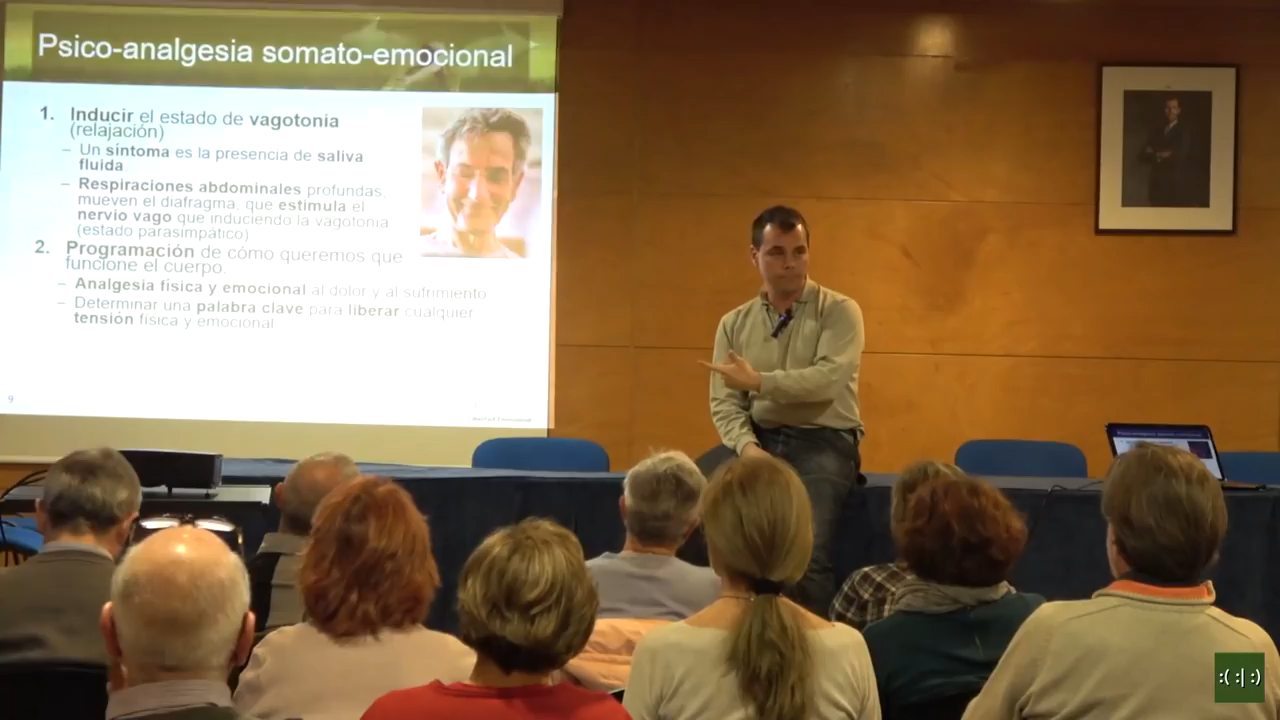 Psico-analgesia somato-emocional
1. Inducir el estado de vagotonia
(relajación)
– Un síntoma es la presencia de saliva
fluida
– Respiraciones abdominales profundas,
mueven el diafragma, que estimula el
nervio vago que induciendo la vagotonia
(estado parasimpático)
2. Programación de cómo queremos que
funcione el cuerpo.
– Analgesia física y emocional al dolor y al sufrimiento
– Determinar una palabra clave para liberar cualquier
tensión física y emocional
9
:( :| :)